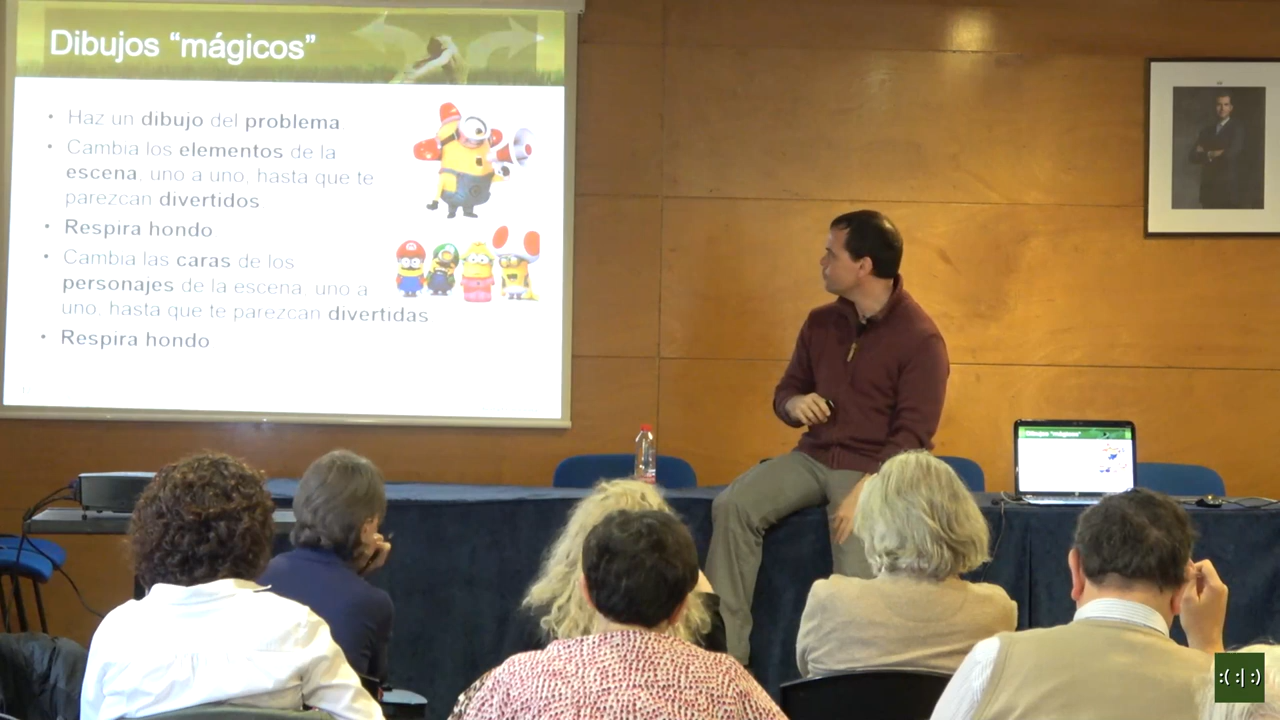 Dibujos “mágicos”
• Haz un dibujo del problema.
• Cambia los elementos de la
escena, uno a uno, hasta que te
parezcan divertidos
• Respira hondo
• Cambia las caras de los
personajes de la escena, uno a
uno, hasta que te parezcan divertidas
• Respira hondo
Dibujos “mágicos”
:( :| :)